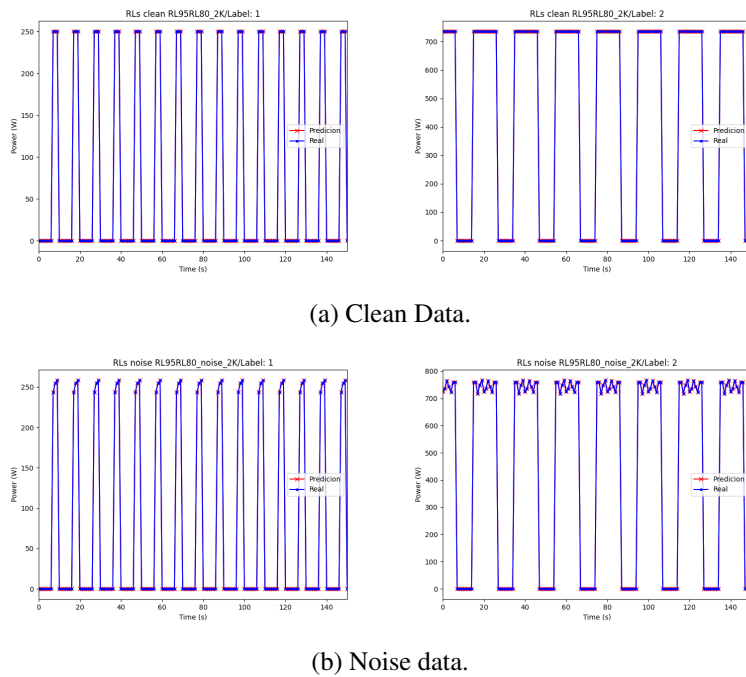 RLs clean RL95RL80_2K/Label: 1
Power (W)
250
200
150
100
50
0
Predicion
Real
0 20 40 60 80 100 120 140
Time (s)
RLs clean RL95RL80_2K/Label: 2
Power (W)
700
600
500
400
300
200
100
0
Predicion
Real
0 20 40 60 80 100 120 140
Time (s)
(a) Clean Data.
RLs noise RL95RL80_noise_2K/Label: 1
Power (W)
250
200
150
100
50
0
Predicion
Real
0 20 40 60 80 100 120 140
Time (s)
RLs noise RL95RL80_noise_2K/Label: 2
Power (W)
800
700
600
500
400
300
200
100
0
Predicion
Real
0 20 40 60 80 100 120 140
Time (s)
(b) Noise data.